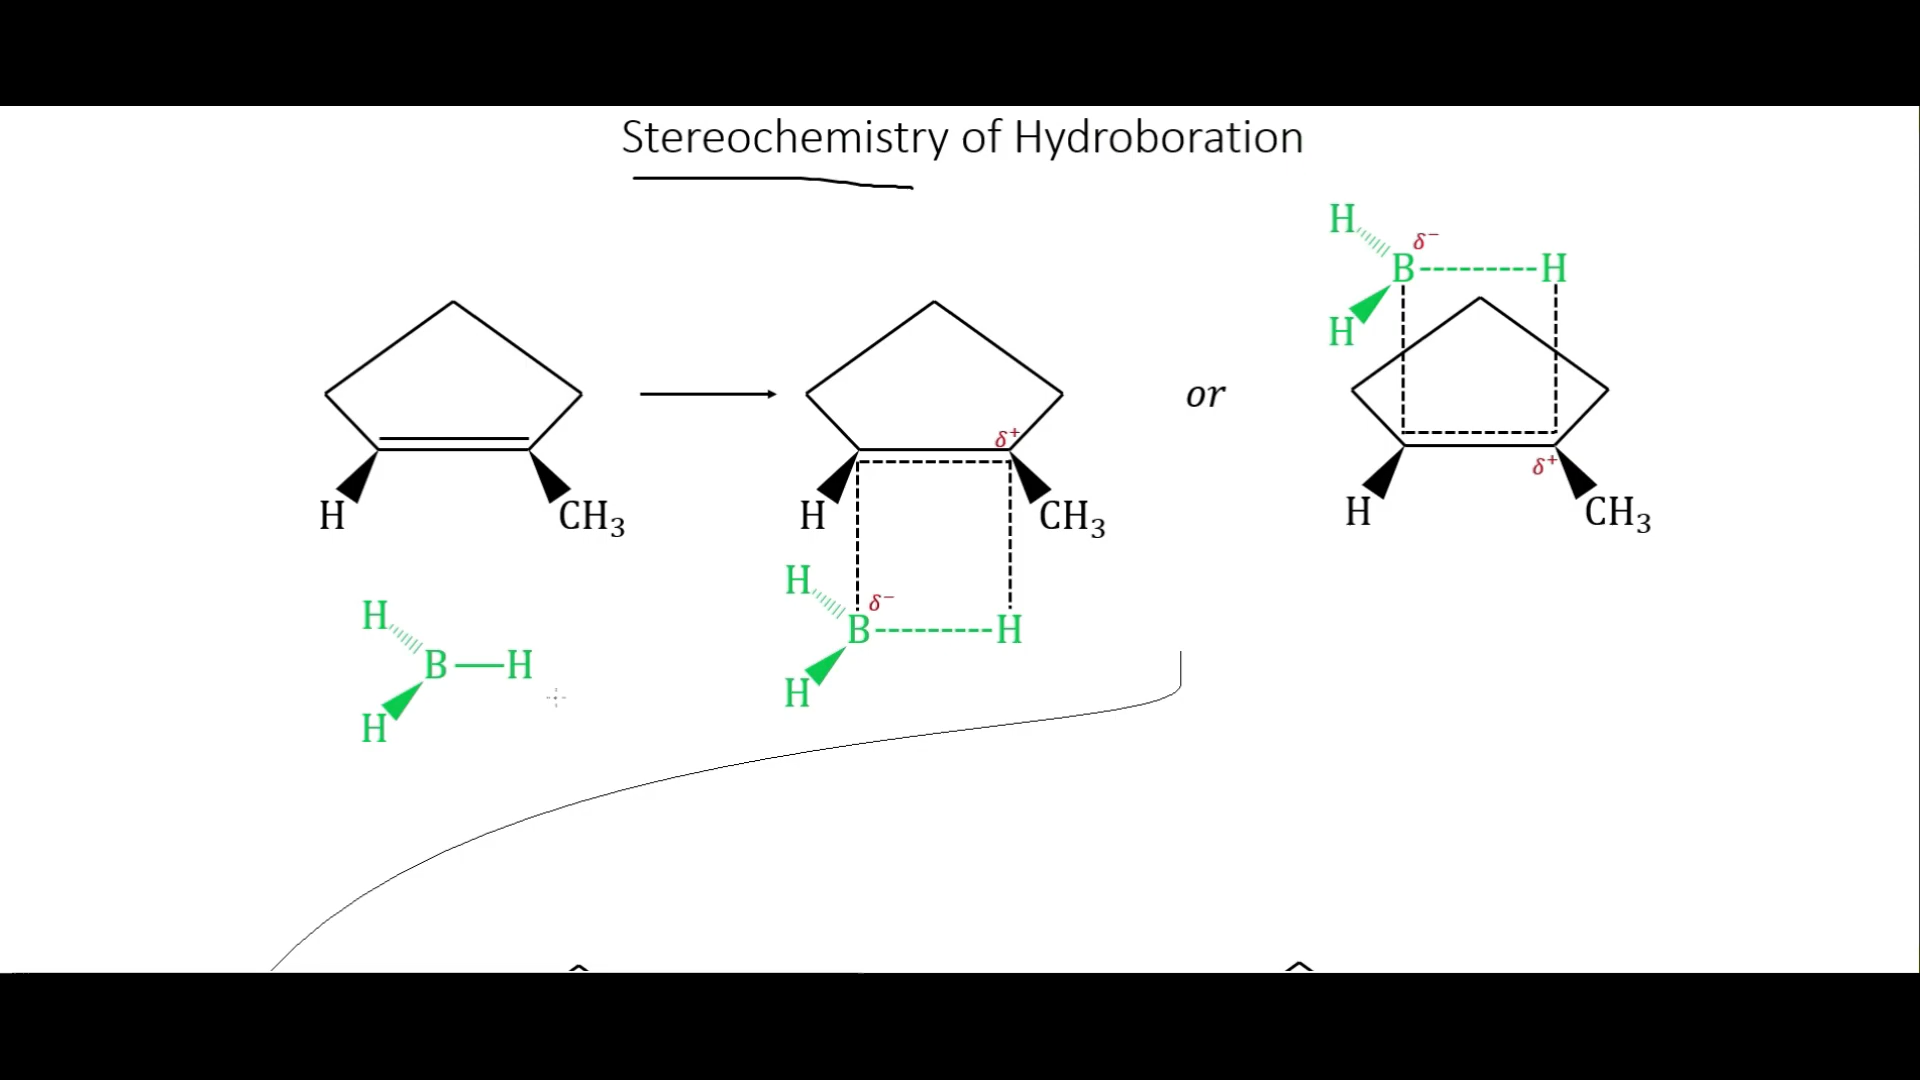 Stereochemistry of Hydroboration
H
δ⁻
B
H
H
δ⁺
or
H
CH₃
H
CH₃
H
δ⁻
B
H
H
H
δ⁺
CH₃
H
B
H
H